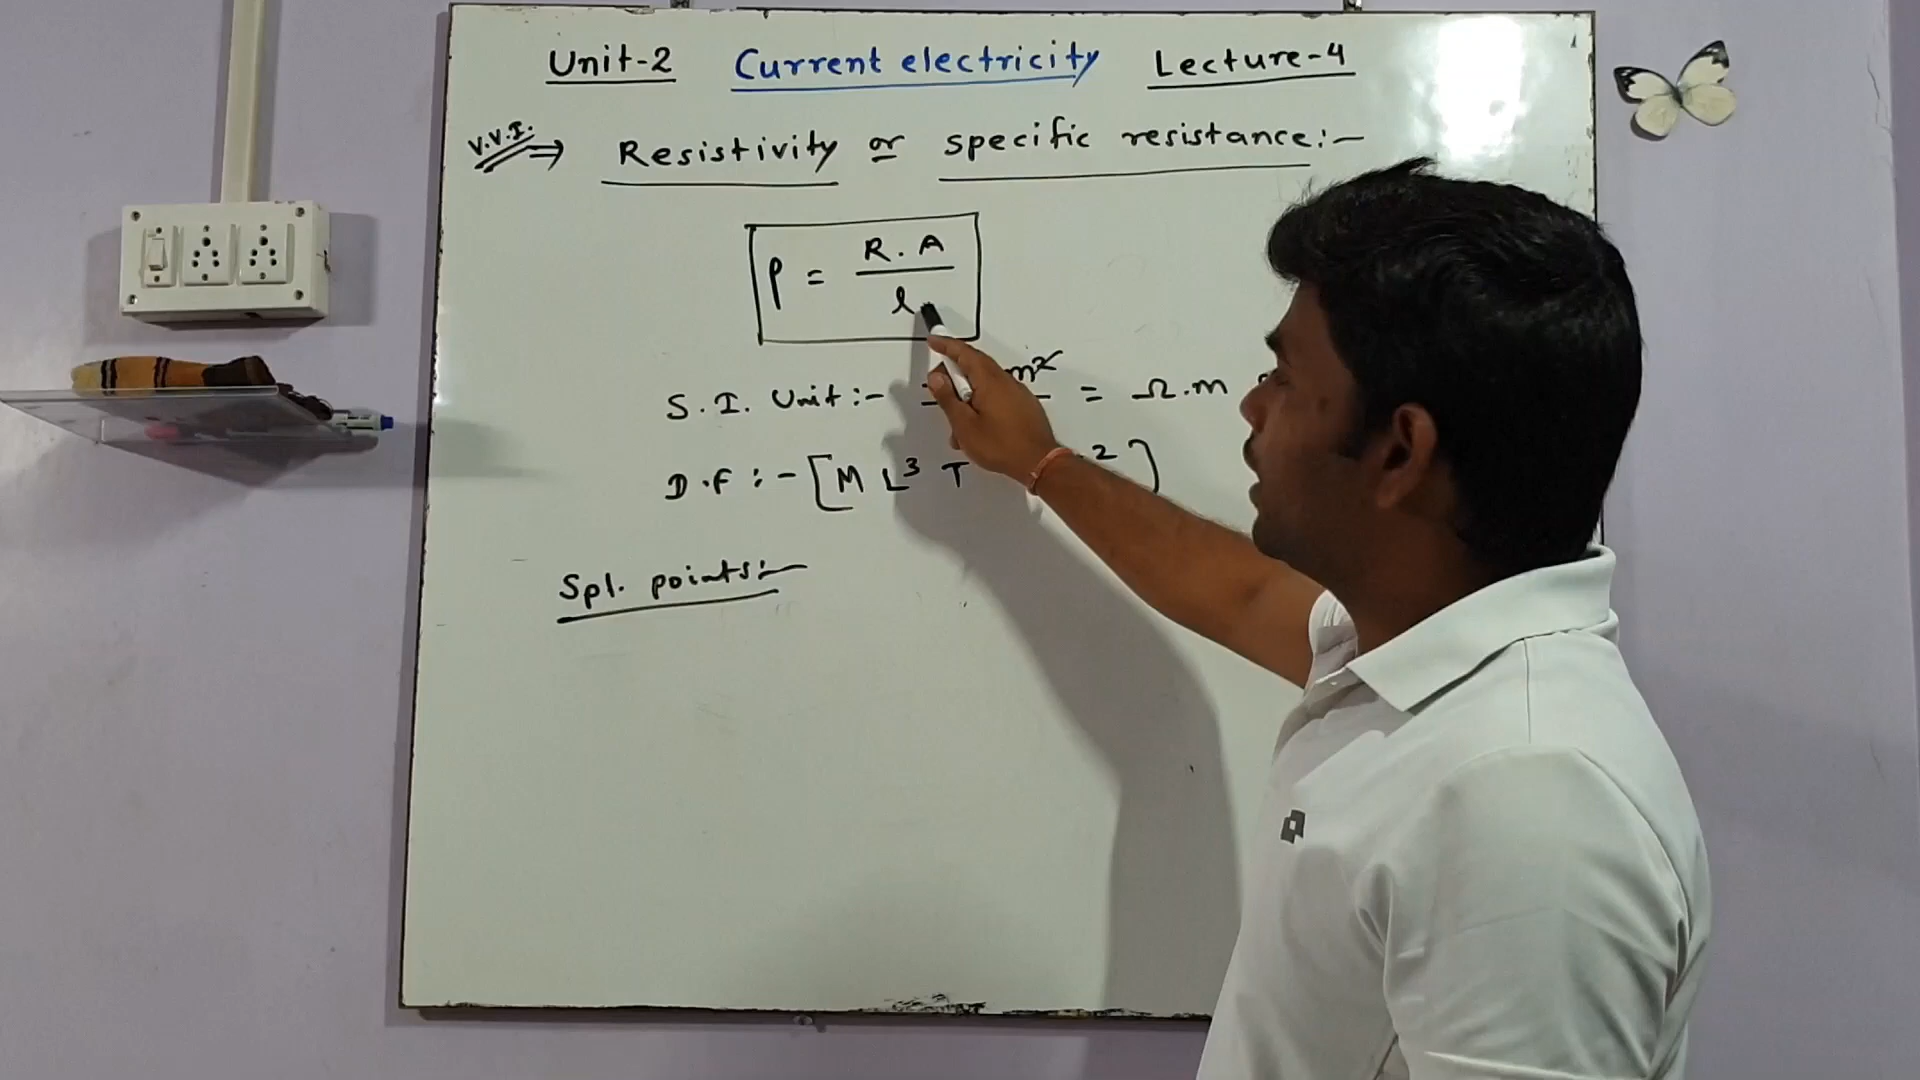 Unit-2 Current electricity Lecture-4
V.V.I. ⇒ Resistivity or specific resistance:-
ρ = R.A
l
S.I. Unit:- m² = Ω.m
D.F:- [M L³ T 2]
Spl. points:-